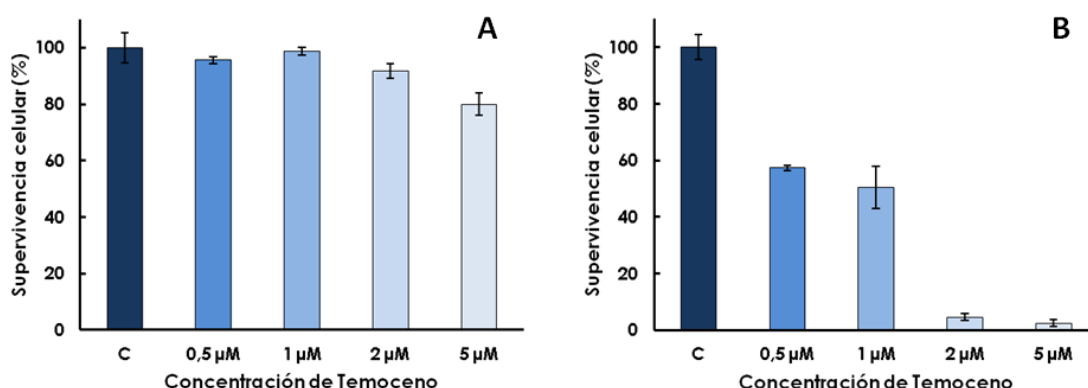 A
Supervivencia celular (%)
100
80
60
40
20
0
C 0,5 µM 1 µM 2 µM 5 µM
Concentración de Temoceno
B
Supervivencia celular (%)
100
80
60
40
20
0
C 0,5 µM 1 µM 2 µM 5 µM
Concentración de Temoceno